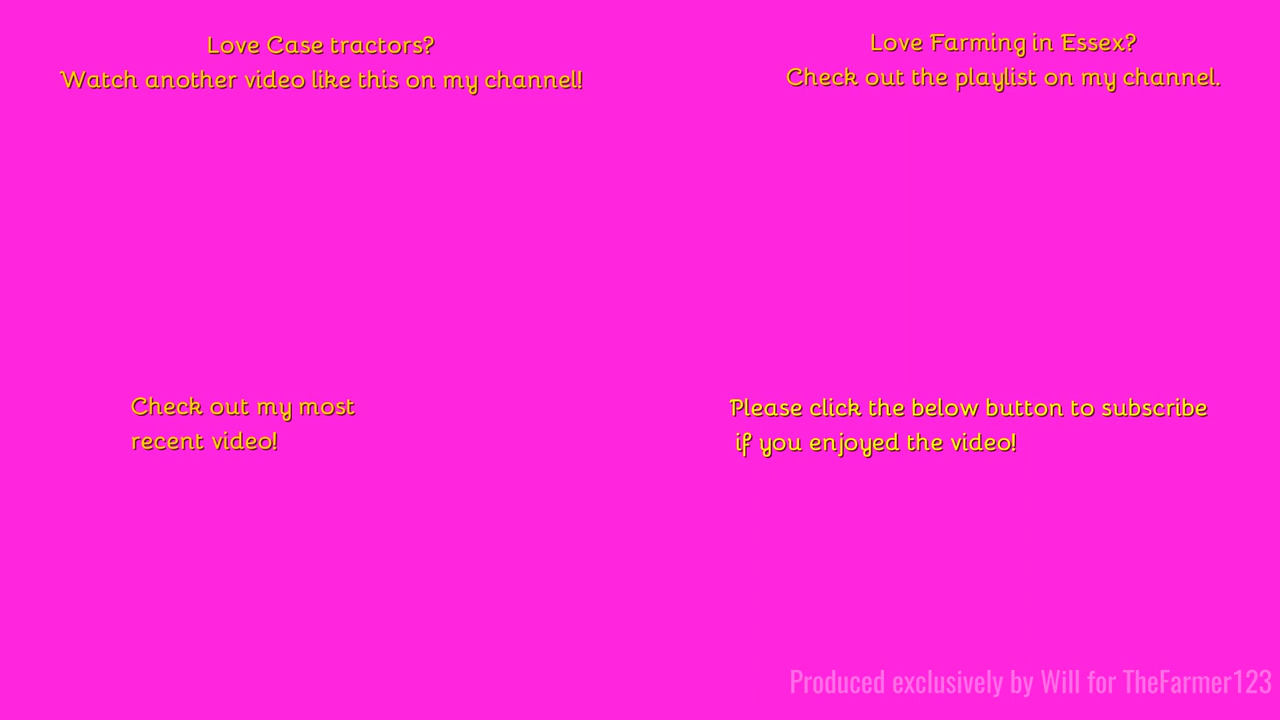 Love Case tractors?
Watch another video like this on my channel!
Love Farming in Essex?
Check out the playlist on my channel.
Check out my most
recent video!
Please click the below button to subscribe
if you enjoyed the video!
Produced exclusively by Will for TheFarmer123